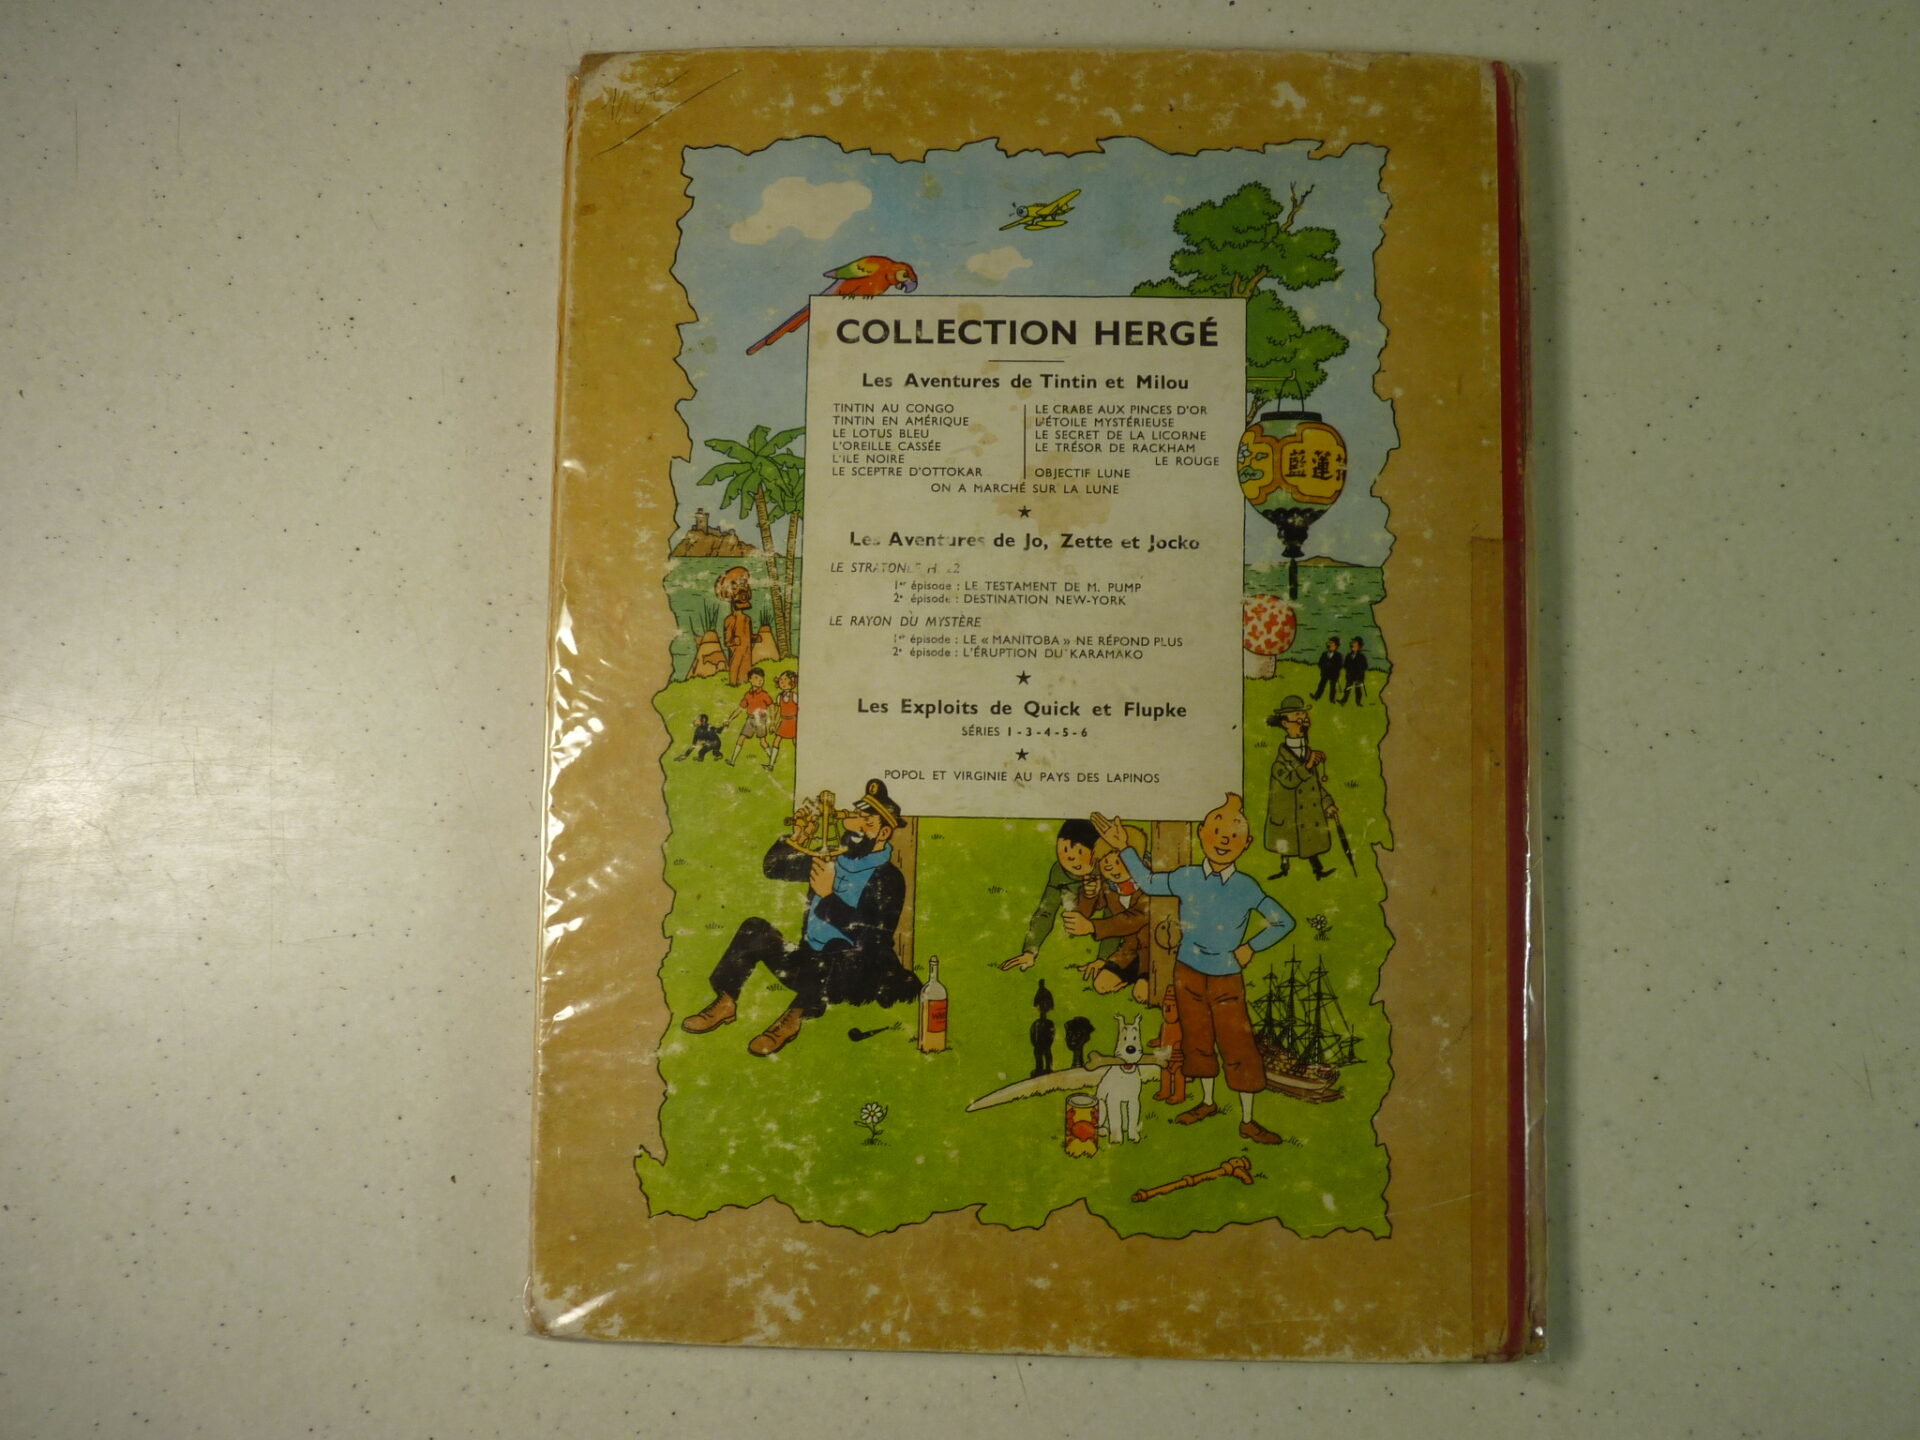 COLLECTION HERGÉ
Les Aventures de Tintin et Milou
TINTIN AU CONGO
TINTIN EN AMÉRIQUE
LE LOTUS BLEU
L'OREILLE CASSÉE
L'ILE NOIRE
LE SCEPTRE D'OTTOKAR
LE CRABE AUX PINCES D'OR
L'ÉTOILE MYSTÉRIEUSE
LE SECRET DE LA LICORNE
LE TRÉSOR DE RACKHAM
LE ROUGE
OBJECTIF LUNE
ON A MARCHÉ SUR LA LUNE
★
Les Aventures de Jo, Zette et Jocko
LE
1er épisode : LE TESTAMENT DE M. PUMP
2e épisode : DESTINATION NEW-YORK
LE RAYON DU MYSTÈRE
1er épisode : LE « MANITOBA » NE RÉPOND PLUS
2e épisode : L'ÉRUPTION DU KARAMAKO
★
Les Exploits de Quick et Flupke
SÉRIES 1 - 3 - 4 - 5 - 6
★
POPOL ET VIRGINIE AU PAYS DES LAPINOS
藍蓮